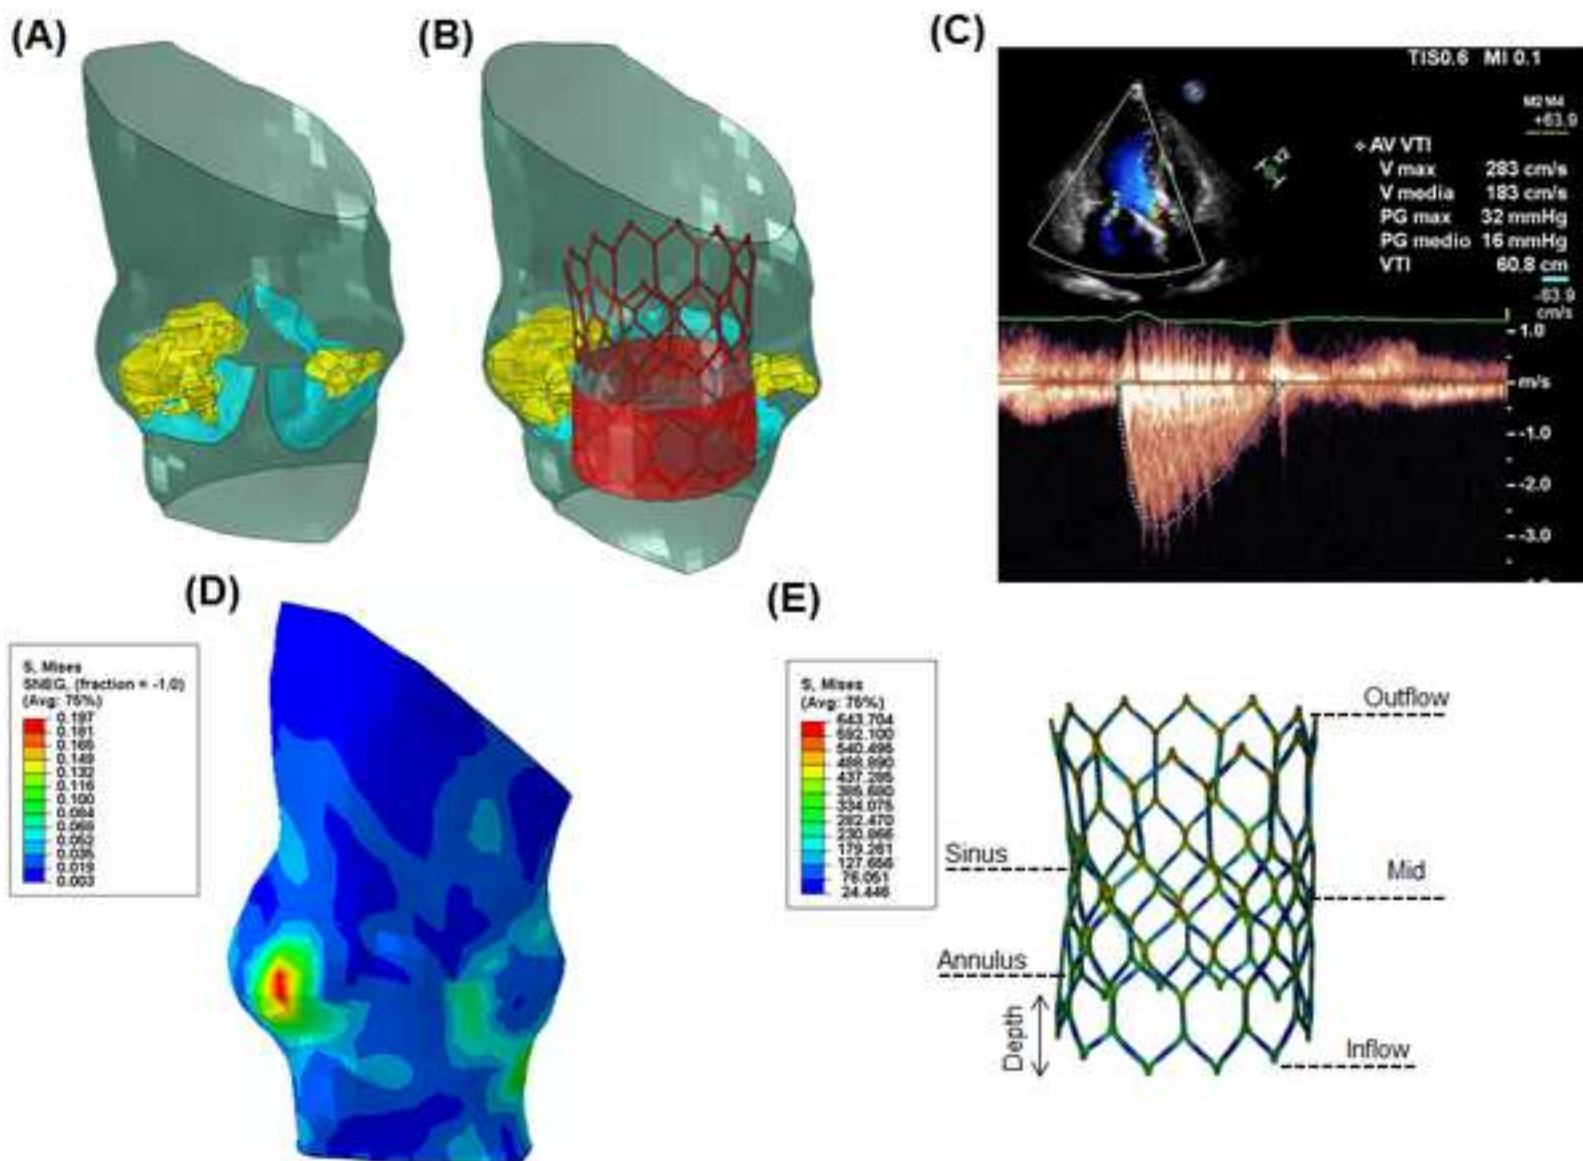 (A)
(B)
(C)
TIS0.6 MI 0.1
M2 M4
+63.9
AV VTI
V max 283 cm/s
V media 183 cm/s
PG max 32 mmHg
PG medio 16 mmHg
VTI 60.8 cm
-63.9
cm/s
1.0
m/s
-1.0
-2.0
-3.0
(D)
S, Mises
SNEG, (fraction = -1.0)
(Avg: 75%)
0.197
0.181
0.165
0.149
0.132
0.116
0.100
0.084
0.068
0.052
0.035
0.019
0.003
(E)
S, Mises
(Avg: 75%)
643.704
592.100
540.495
488.890
437.285
385.680
334.075
282.470
230.866
179.261
127.656
76.051
24.446
Outflow
Sinus
Mid
Annulus
Depth
Inflow